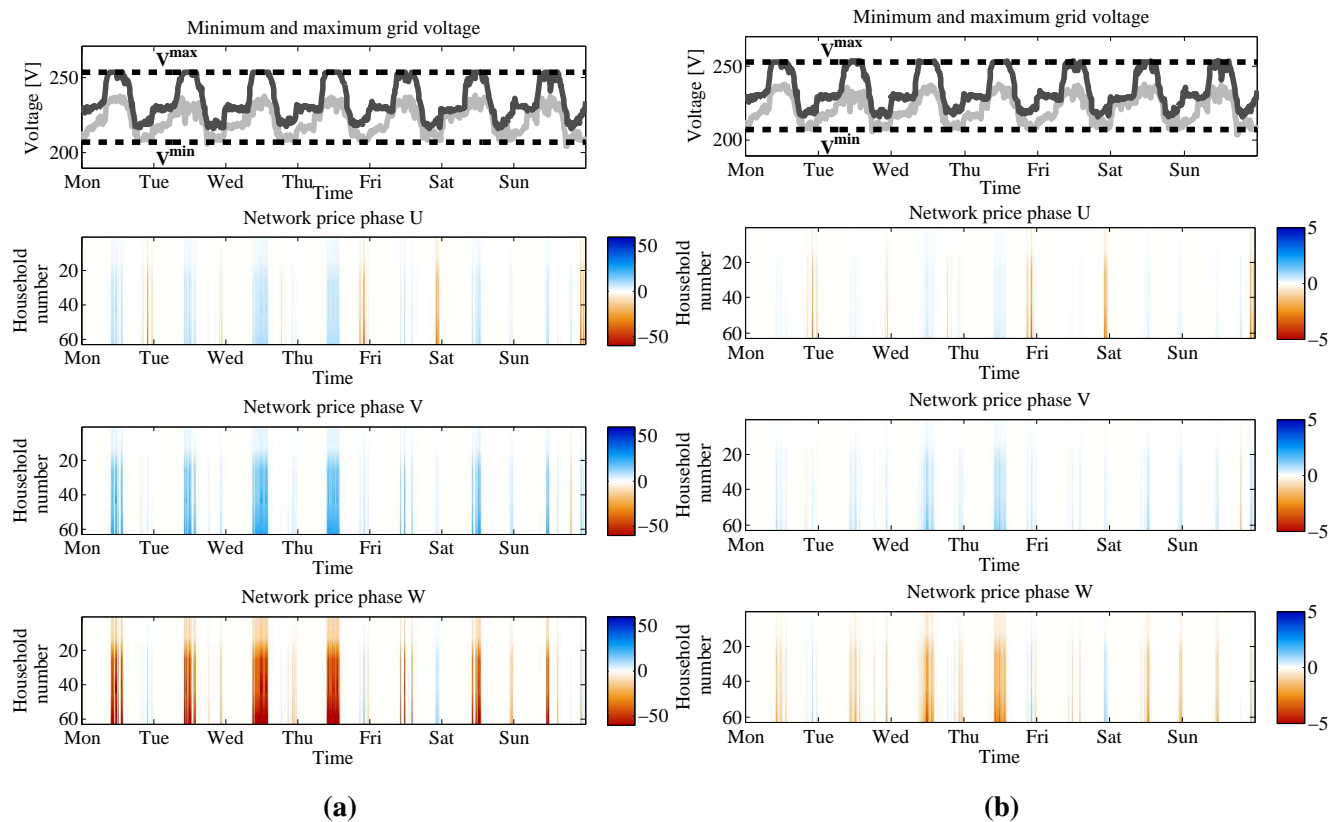 Minimum and maximum grid voltage
V^max
250
200
Voltage [V]
V^min
Mon Tue Wed Thu Fri Sat Sun
Time
Network price phase U
Household
number
20
40
60
50
0
−50
Mon Tue Wed Thu Fri Sat Sun
Time
Network price phase V
Household
number
20
40
60
50
0
−50
Mon Tue Wed Thu Fri Sat Sun
Time
Network price phase W
Household
number
20
40
60
50
0
−50
Mon Tue Wed Thu Fri Sat Sun
Time
(a)
Minimum and maximum grid voltage
V^max
250
200
Voltage [V]
V^min
Mon Tue Wed Thu Fri Sat Sun
Time
Network price phase U
Household
number
20
40
60
5
0
−5
Mon Tue Wed Thu Fri Sat Sun
Time
Network price phase V
Household
number
20
40
60
5
0
−5
Mon Tue Wed Thu Fri Sat Sun
Time
Network price phase W
Household
number
20
40
60
5
0
−5
Mon Tue Wed Thu Fri Sat Sun
Time
(b)